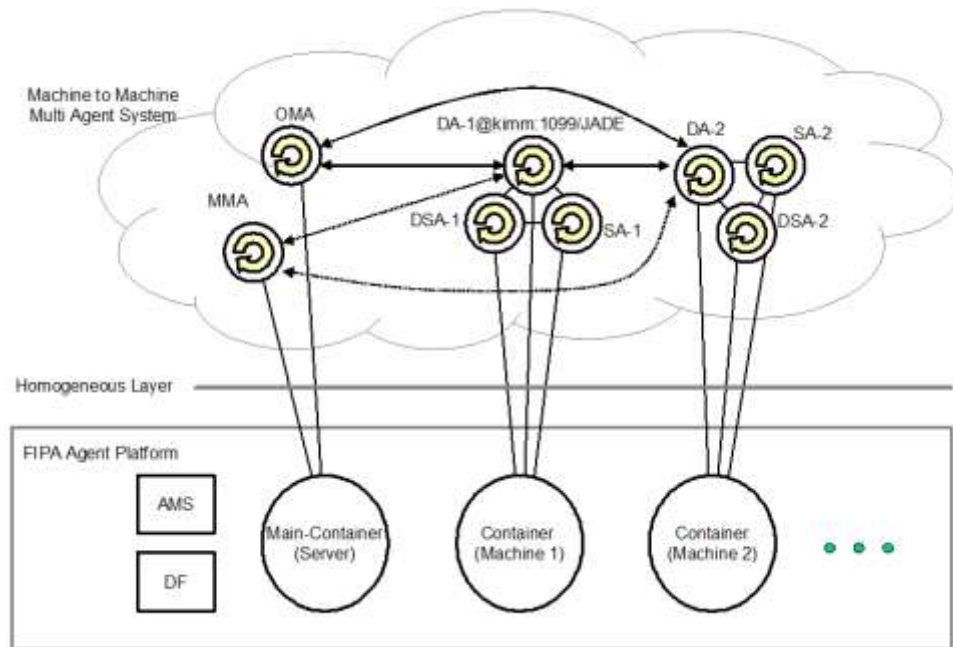 Machine to Machine
Multi Agent System
OMA
DA-1@kimm:1099/JADE
DA-2
SA-2
MMA
DSA-1
SA-1
DSA-2
Homogeneous Layer
FIPA Agent Platform
AMS
Main-Container
(Server)
Container
(Machine 1)
Container
(Machine 2)
DF